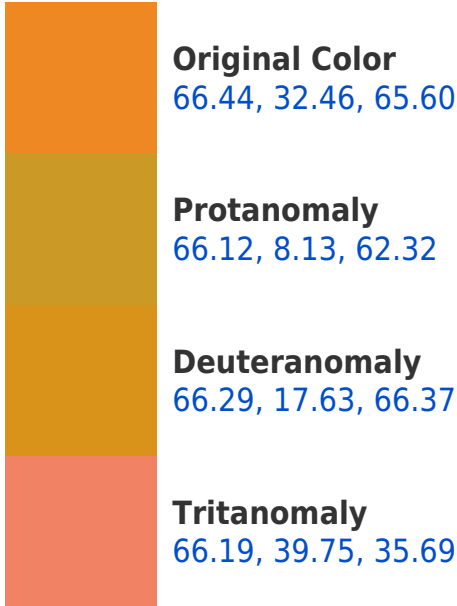 Original Color
66.44, 32.46, 65.60
Protanomaly
66.12, 8.13, 62.32
Deuteranomaly
66.29, 17.63, 66.37
Tritanomaly
66.19, 39.75, 35.69